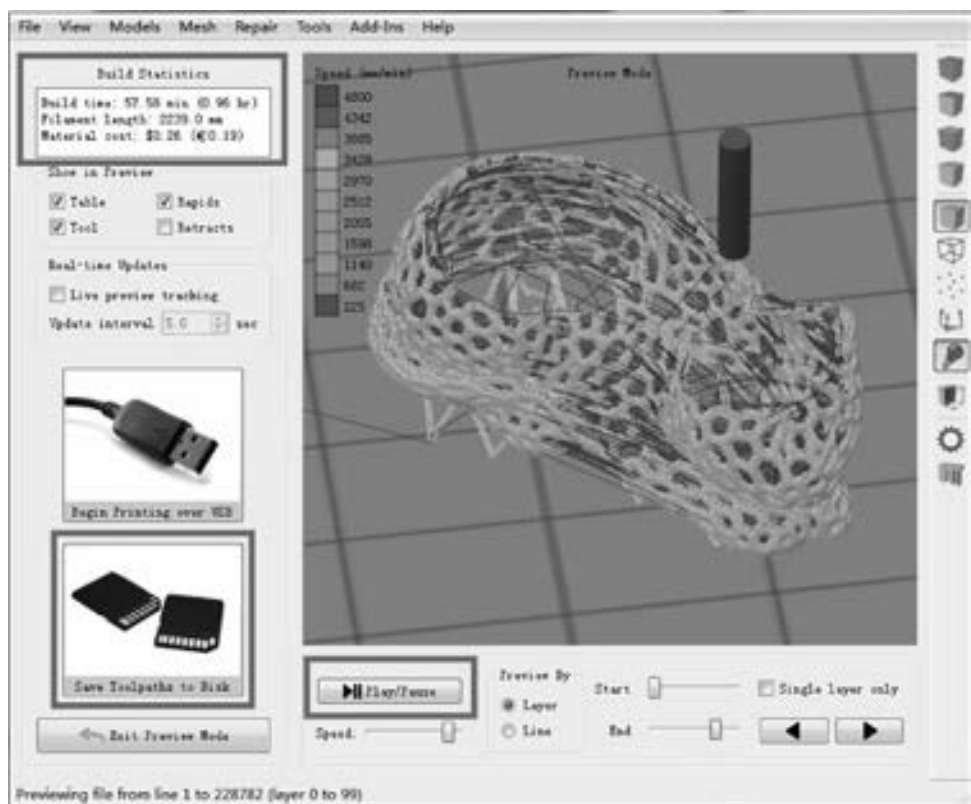 File View Models Mesh Repair Tools Add-Ins Help
Build Statistics
Build time: 57.58 min (0.96 hr)
Filament length: 2239.0 mm
Material cost: $0.26 (€0.19)
Show in Preview
Table Rapids
Tool Retracts
Real-time Updates
Live preview tracking
Update interval 5.0 sec
Begin Printing over USB
Save Toolpaths to Disk
Exit Preview Mode
Speed (mm/min)
Preview Mode
4800
4342
3885
3428
2970
2512
2055
1598
1140
682
225
Play/Pause
Speed
Preview By
Layer
Line
Start
End
Single layer only
Previewing file from line 1 to 228782 (layer 0 to 99)